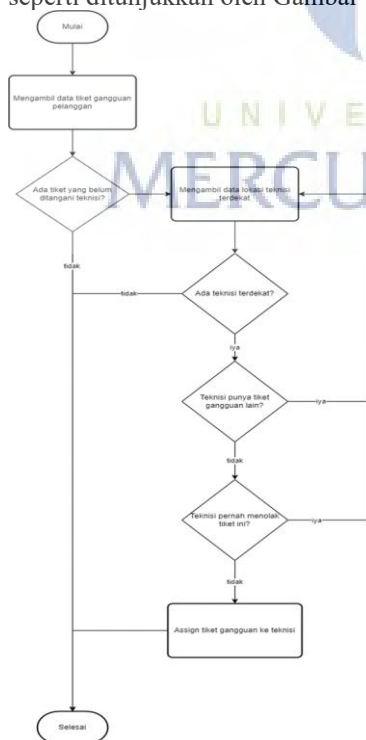 seperti ditunjukkan oleh Gambar
Mulai
Mengambil data tiket gangguan
pelanggan
UNIVE
MERCU
Ada tiket yang belum
ditangani teknisi?
Mengambil data lokasi teknisi
terdekat
tidak
tidak
Ada teknisi terdekat?
iya
Teknisi punya tiket
gangguan lain?
iya
tidak
Teknisi pernah menolak
tiket ini?
iya
tidak
Assign tiket gangguan ke teknisi
Selesai